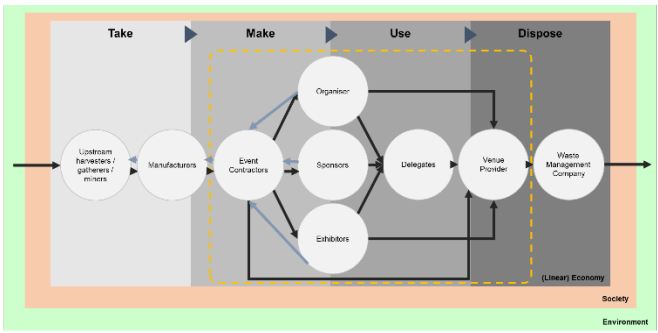 Take
Make
Use
Dispose
Organiser
Upstream
harvesters /
gatherers /
miners
Manufacturers
Event
Contractors
Sponsors
Delegates
Venue
Provider
Waste
Management
Company
Exhibitors
(Linear) Economy
Society
Environment